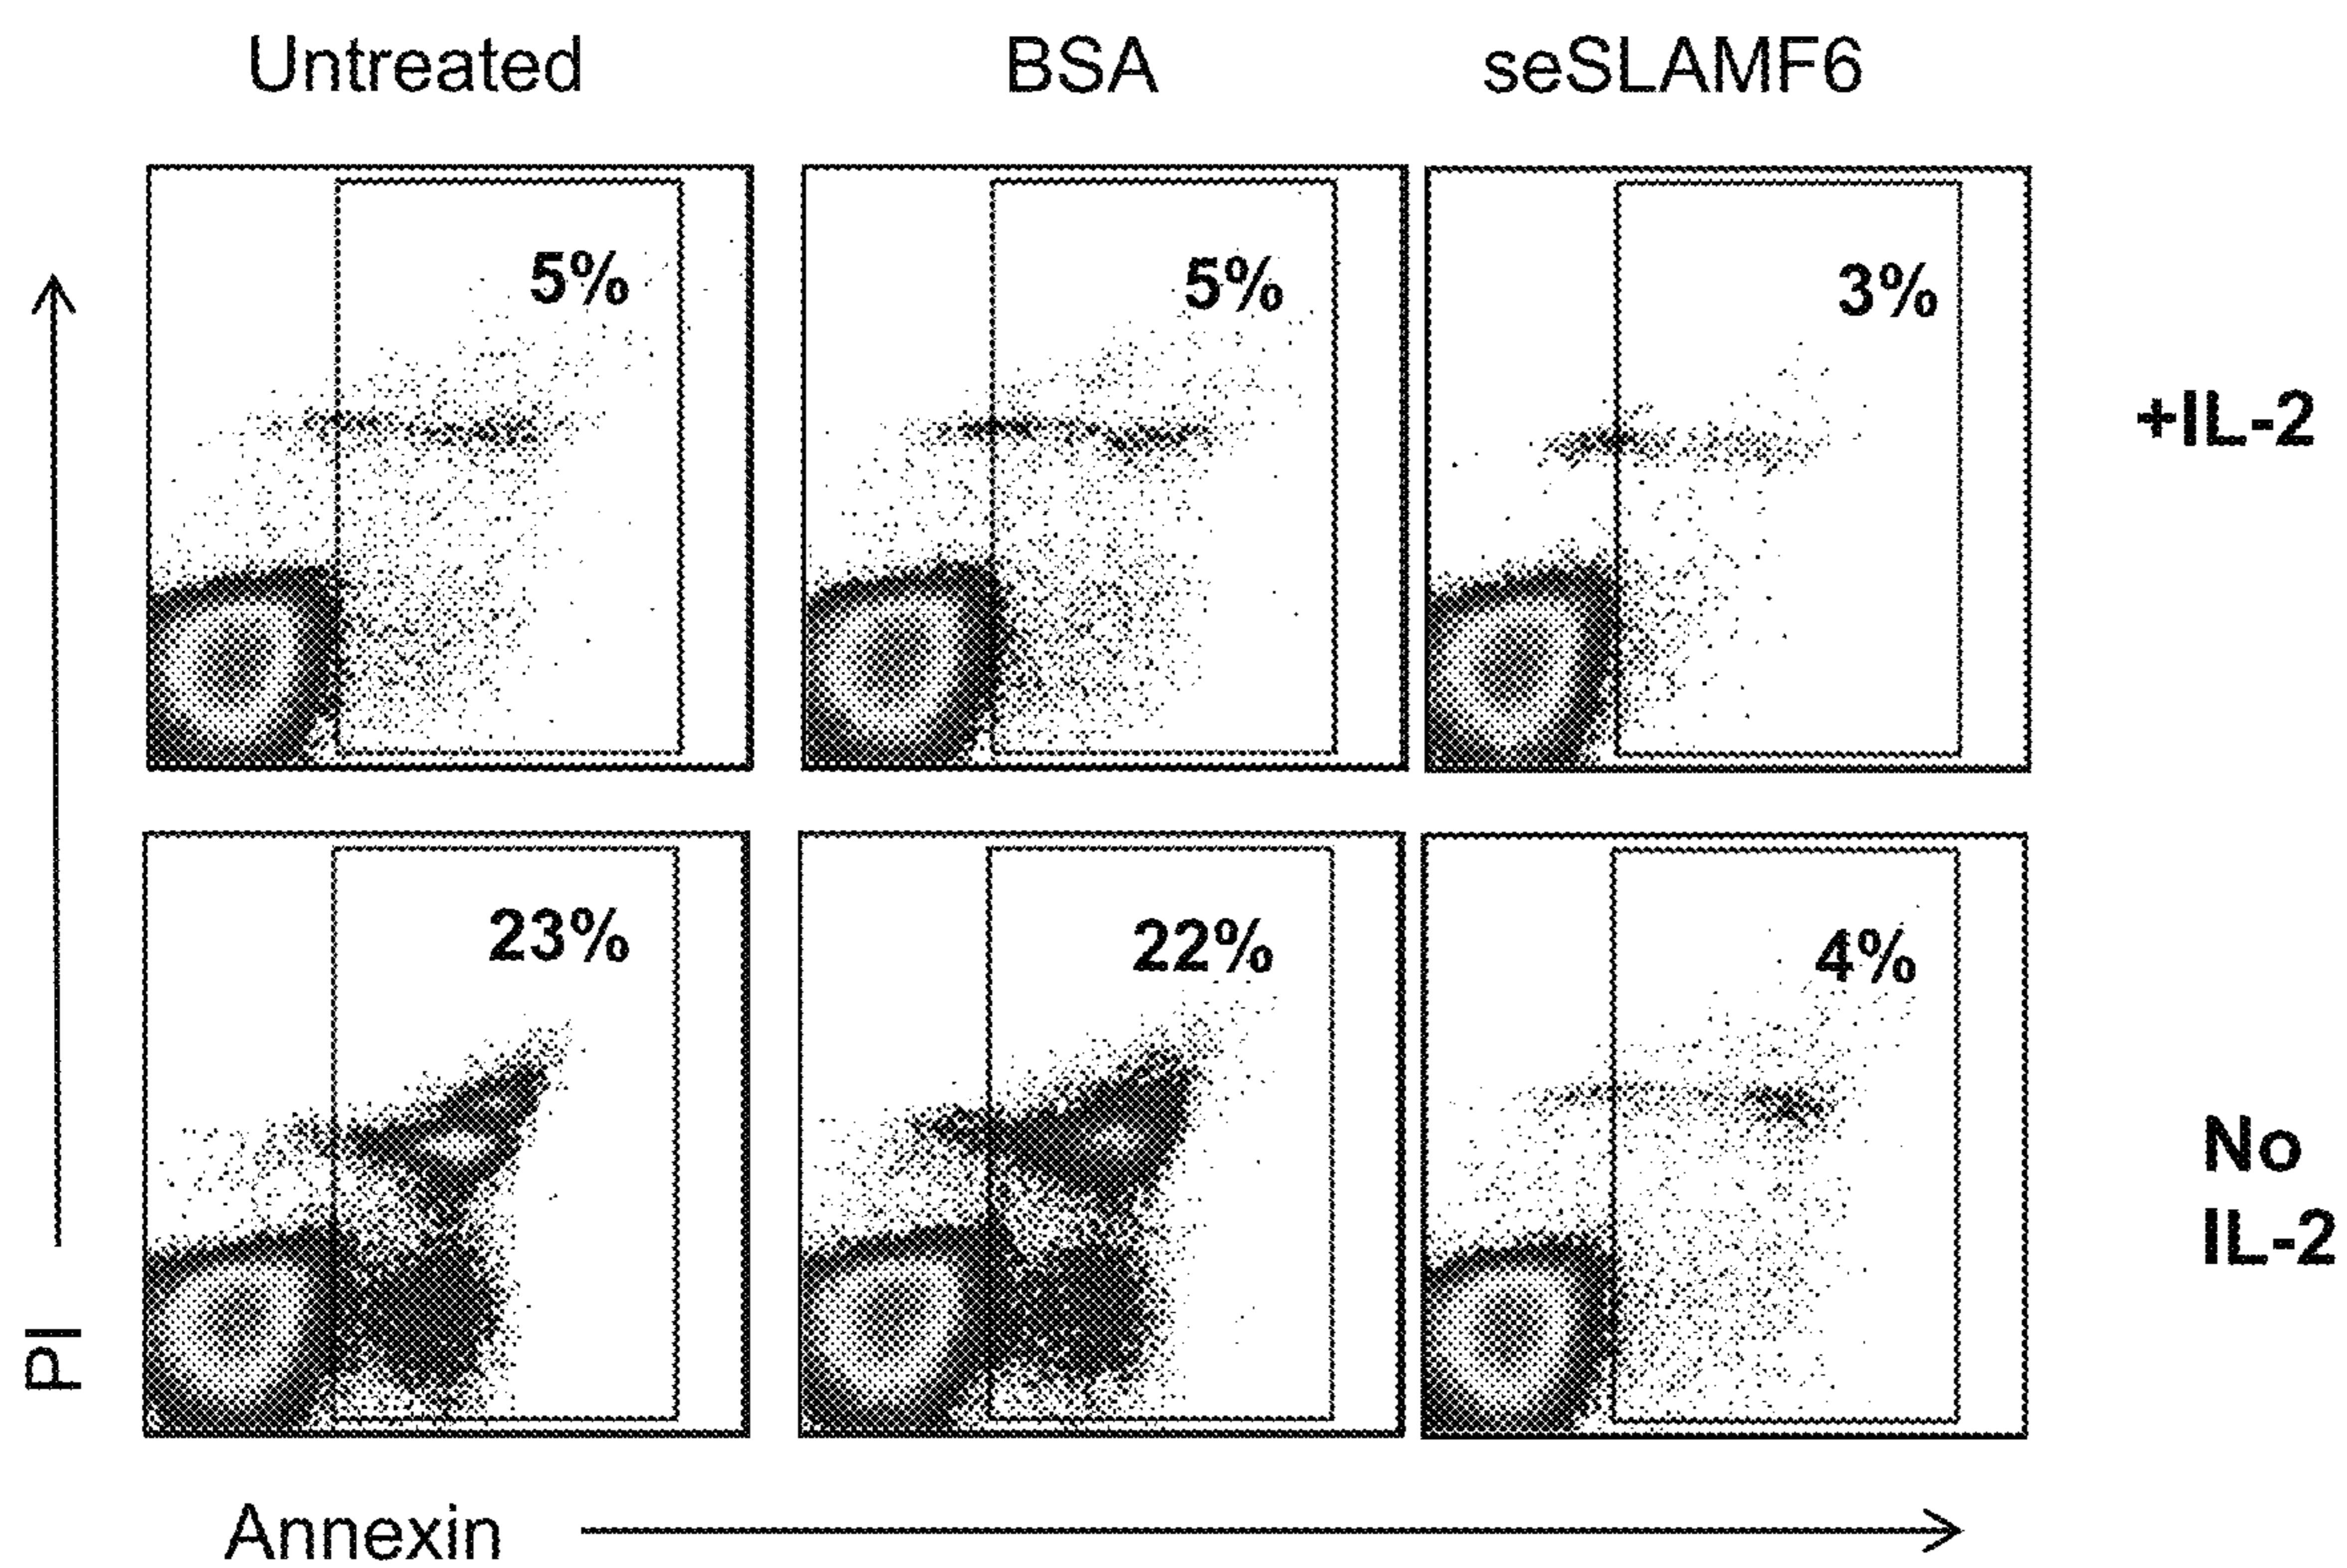 Untreated BSA seSLAMF6
5% 5% 3%
+IL-2
23% 22% 4%
No
IL-2
PI
Annexin